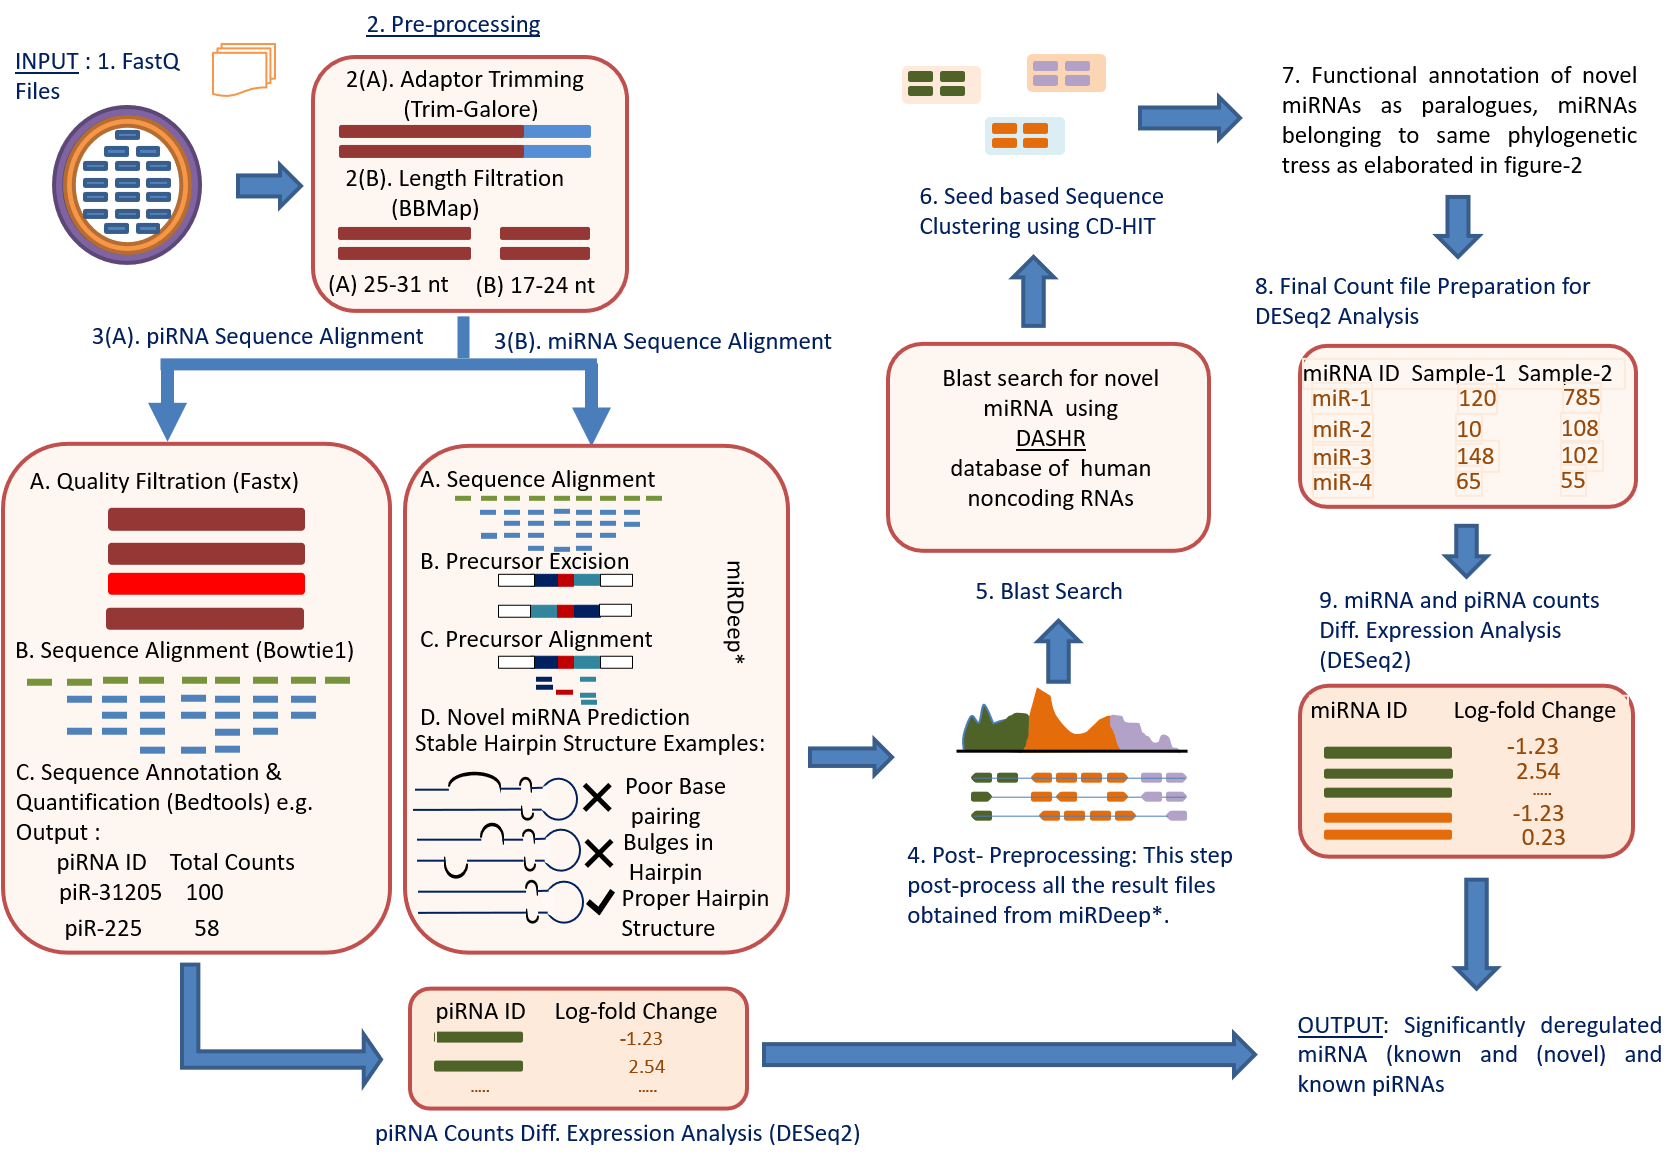 2. Pre-processing
INPUT : 1. FastQ
Files
2(A). Adaptor Trimming
(Trim-Galore)
2(B). Length Filtration
(BBMap)
(A) 25-31 nt (B) 17-24 nt
3(A). piRNA Sequence Alignment
3(B). miRNA Sequence Alignment
A. Quality Filtration (Fastx)
B. Sequence Alignment (Bowtie1)
C. Sequence Annotation &
Quantification (Bedtools) e.g.
Output :
piRNA ID Total Counts
piR-31205 100
piR-225 58
A. Sequence Alignment
B. Precursor Excision
C. Precursor Alignment
miRDeep*
D. Novel miRNA Prediction
Stable Hairpin Structure Examples:
Poor Base
pairing
Bulges in
Hairpin
Proper Hairpin
Structure
piRNA ID Log-fold Change
-1.23
2.54
..... .....
piRNA Counts Diff. Expression Analysis (DESeq2)
4. Post- Preprocessing: This step
post-process all the result files
obtained from miRDeep*.
5. Blast Search
Blast search for novel
miRNA using
DASHR
database of human
noncoding RNAs
6. Seed based Sequence
Clustering using CD-HIT
7. Functional annotation of novel
miRNAs as paralogues, miRNAs
belonging to same phylogenetic
tress as elaborated in figure-2
8. Final Count file Preparation for
DESeq2 Analysis
miRNA ID Sample-1 Sample-2
miR-1 120 785
miR-2 10 108
miR-3 148 102
miR-4 65 55
9. miRNA and piRNA counts
Diff. Expression Analysis
(DESeq2)
miRNA ID Log-fold Change
-1.23
2.54
.....
-1.23
0.23
OUTPUT: Significantly deregulated
miRNA (known and (novel) and
known piRNAs